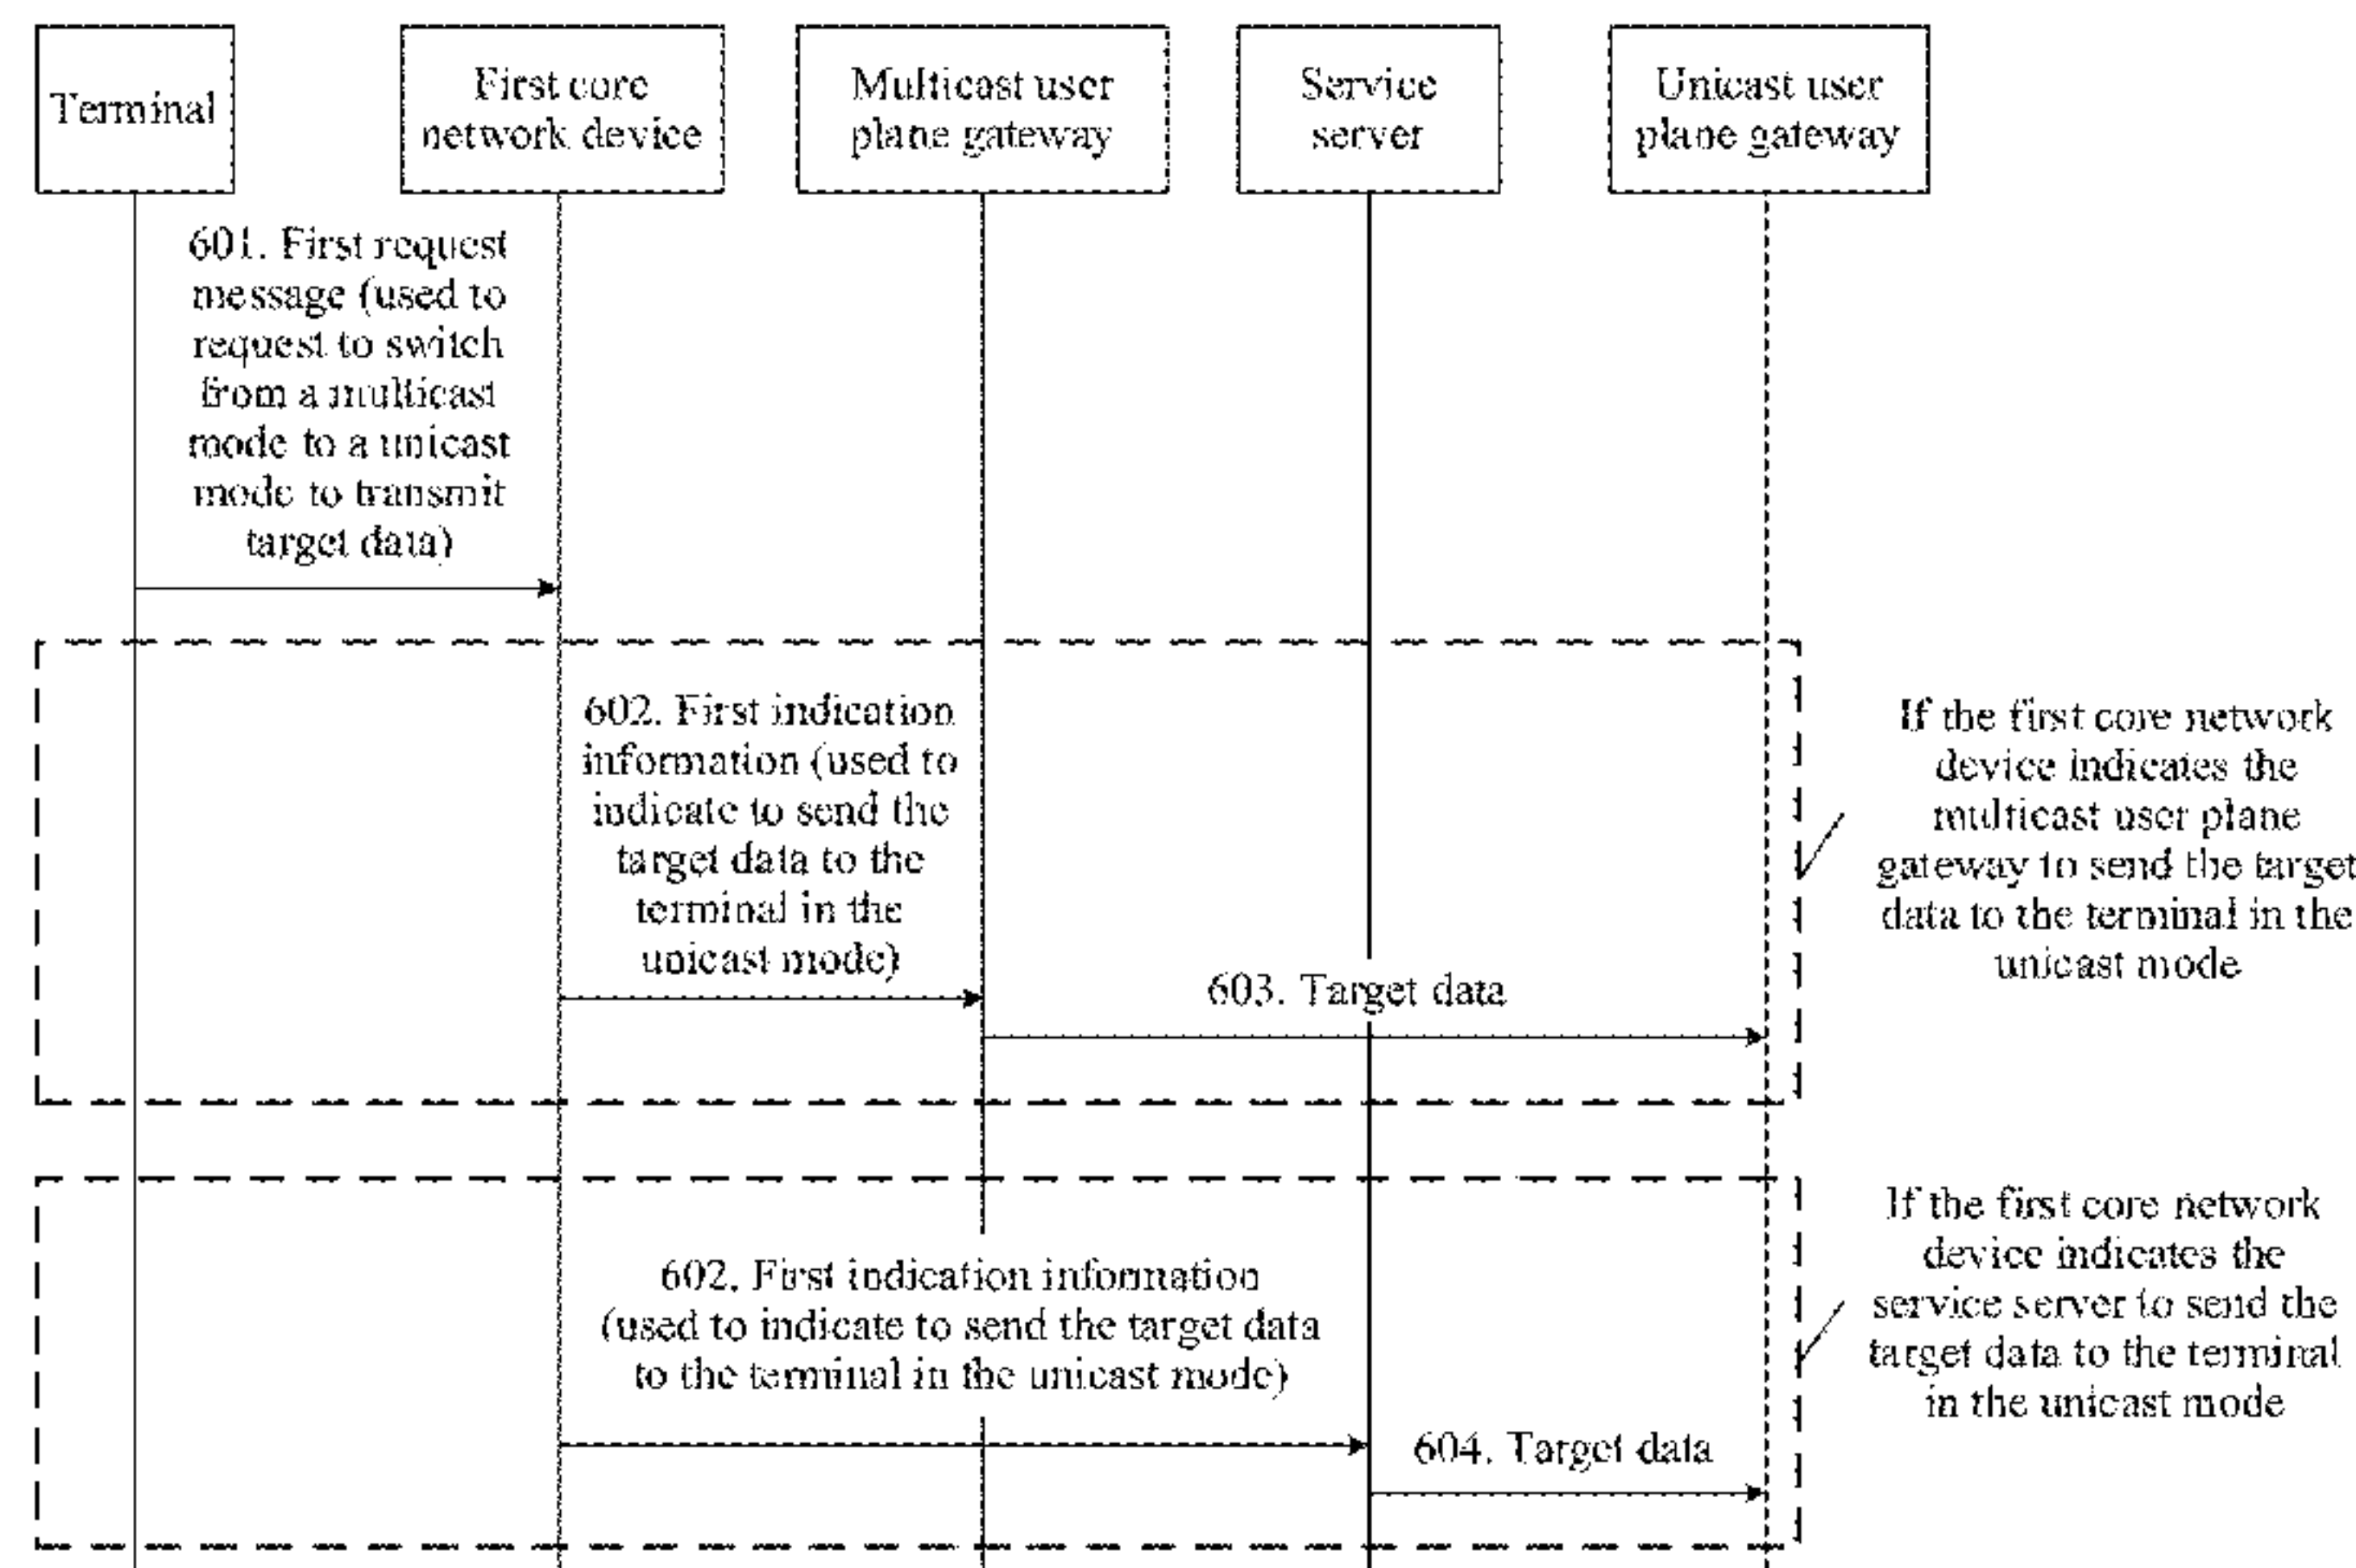 Terminal
First core
network device
Multicast user
plane gateway
Service
server
Unicast user
plane gateway
601. First request
message (used to
request to switch
from a multicast
mode to a unicast
mode to transmit
target data)
602. First indication
information (used to
indicate to send the
target data to the
terminal in the
unicast mode)
603. Target data
If the first core network
device indicates the
multicast user plane
gateway to send the target
data to the terminal in the
unicast mode
602. First indication information
(used to indicate to send the target data
to the terminal in the unicast mode)
604. Target data
If the first core network
device indicates the
service server to send the
target data to the terminal
in the unicast mode